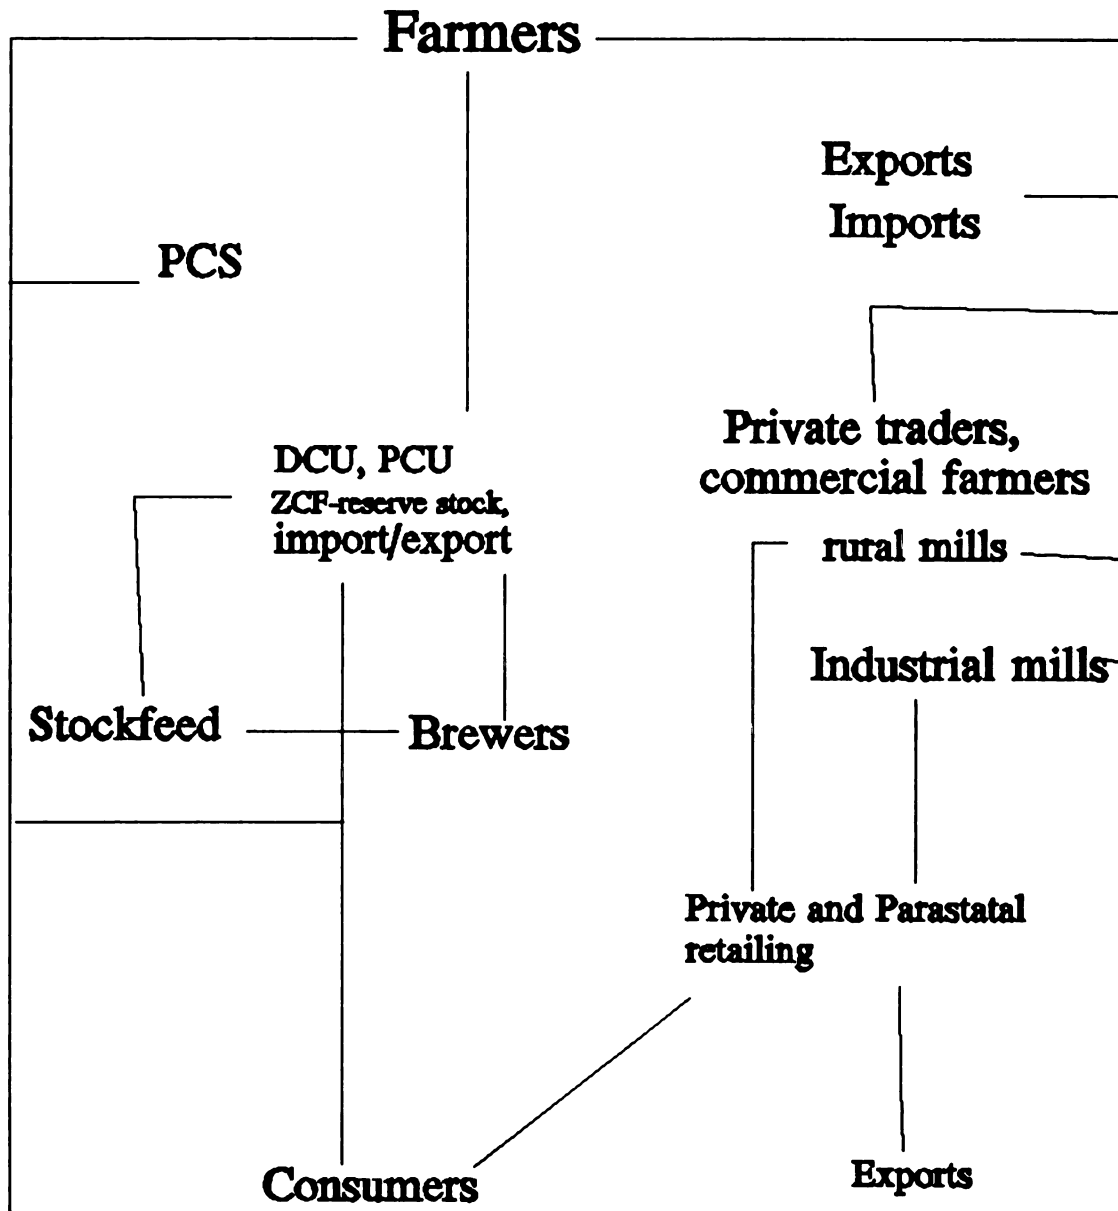 Farmers
Exports
Imports
PCS
Private traders,
commercial farmers
DCU, PCU
ZCF-reserve stock,
import/export
rural mills
Industrial mills
Stockfeed
Brewers
Private and Parastatal
retailing
Consumers
Exports